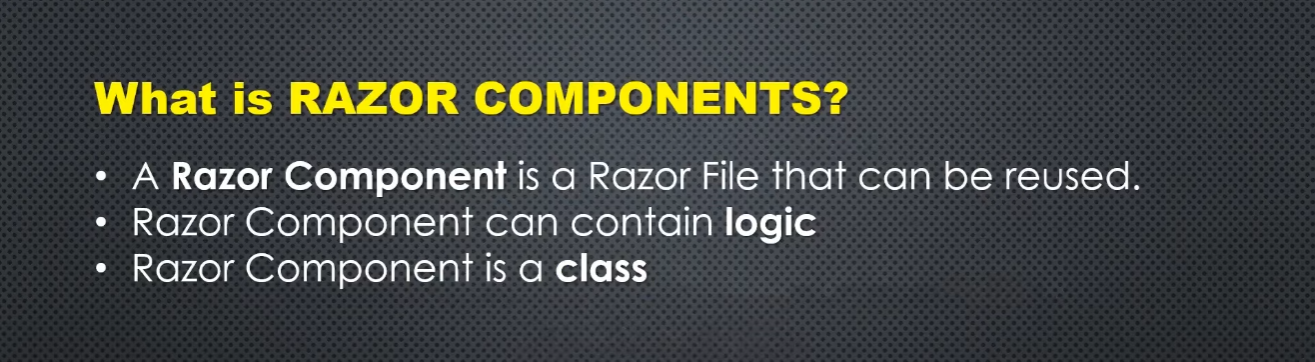 What is RAZOR COMPONENTS?
• A Razor Component is a Razor File that can be reused.
• Razor Component can contain logic
• Razor Component is a class